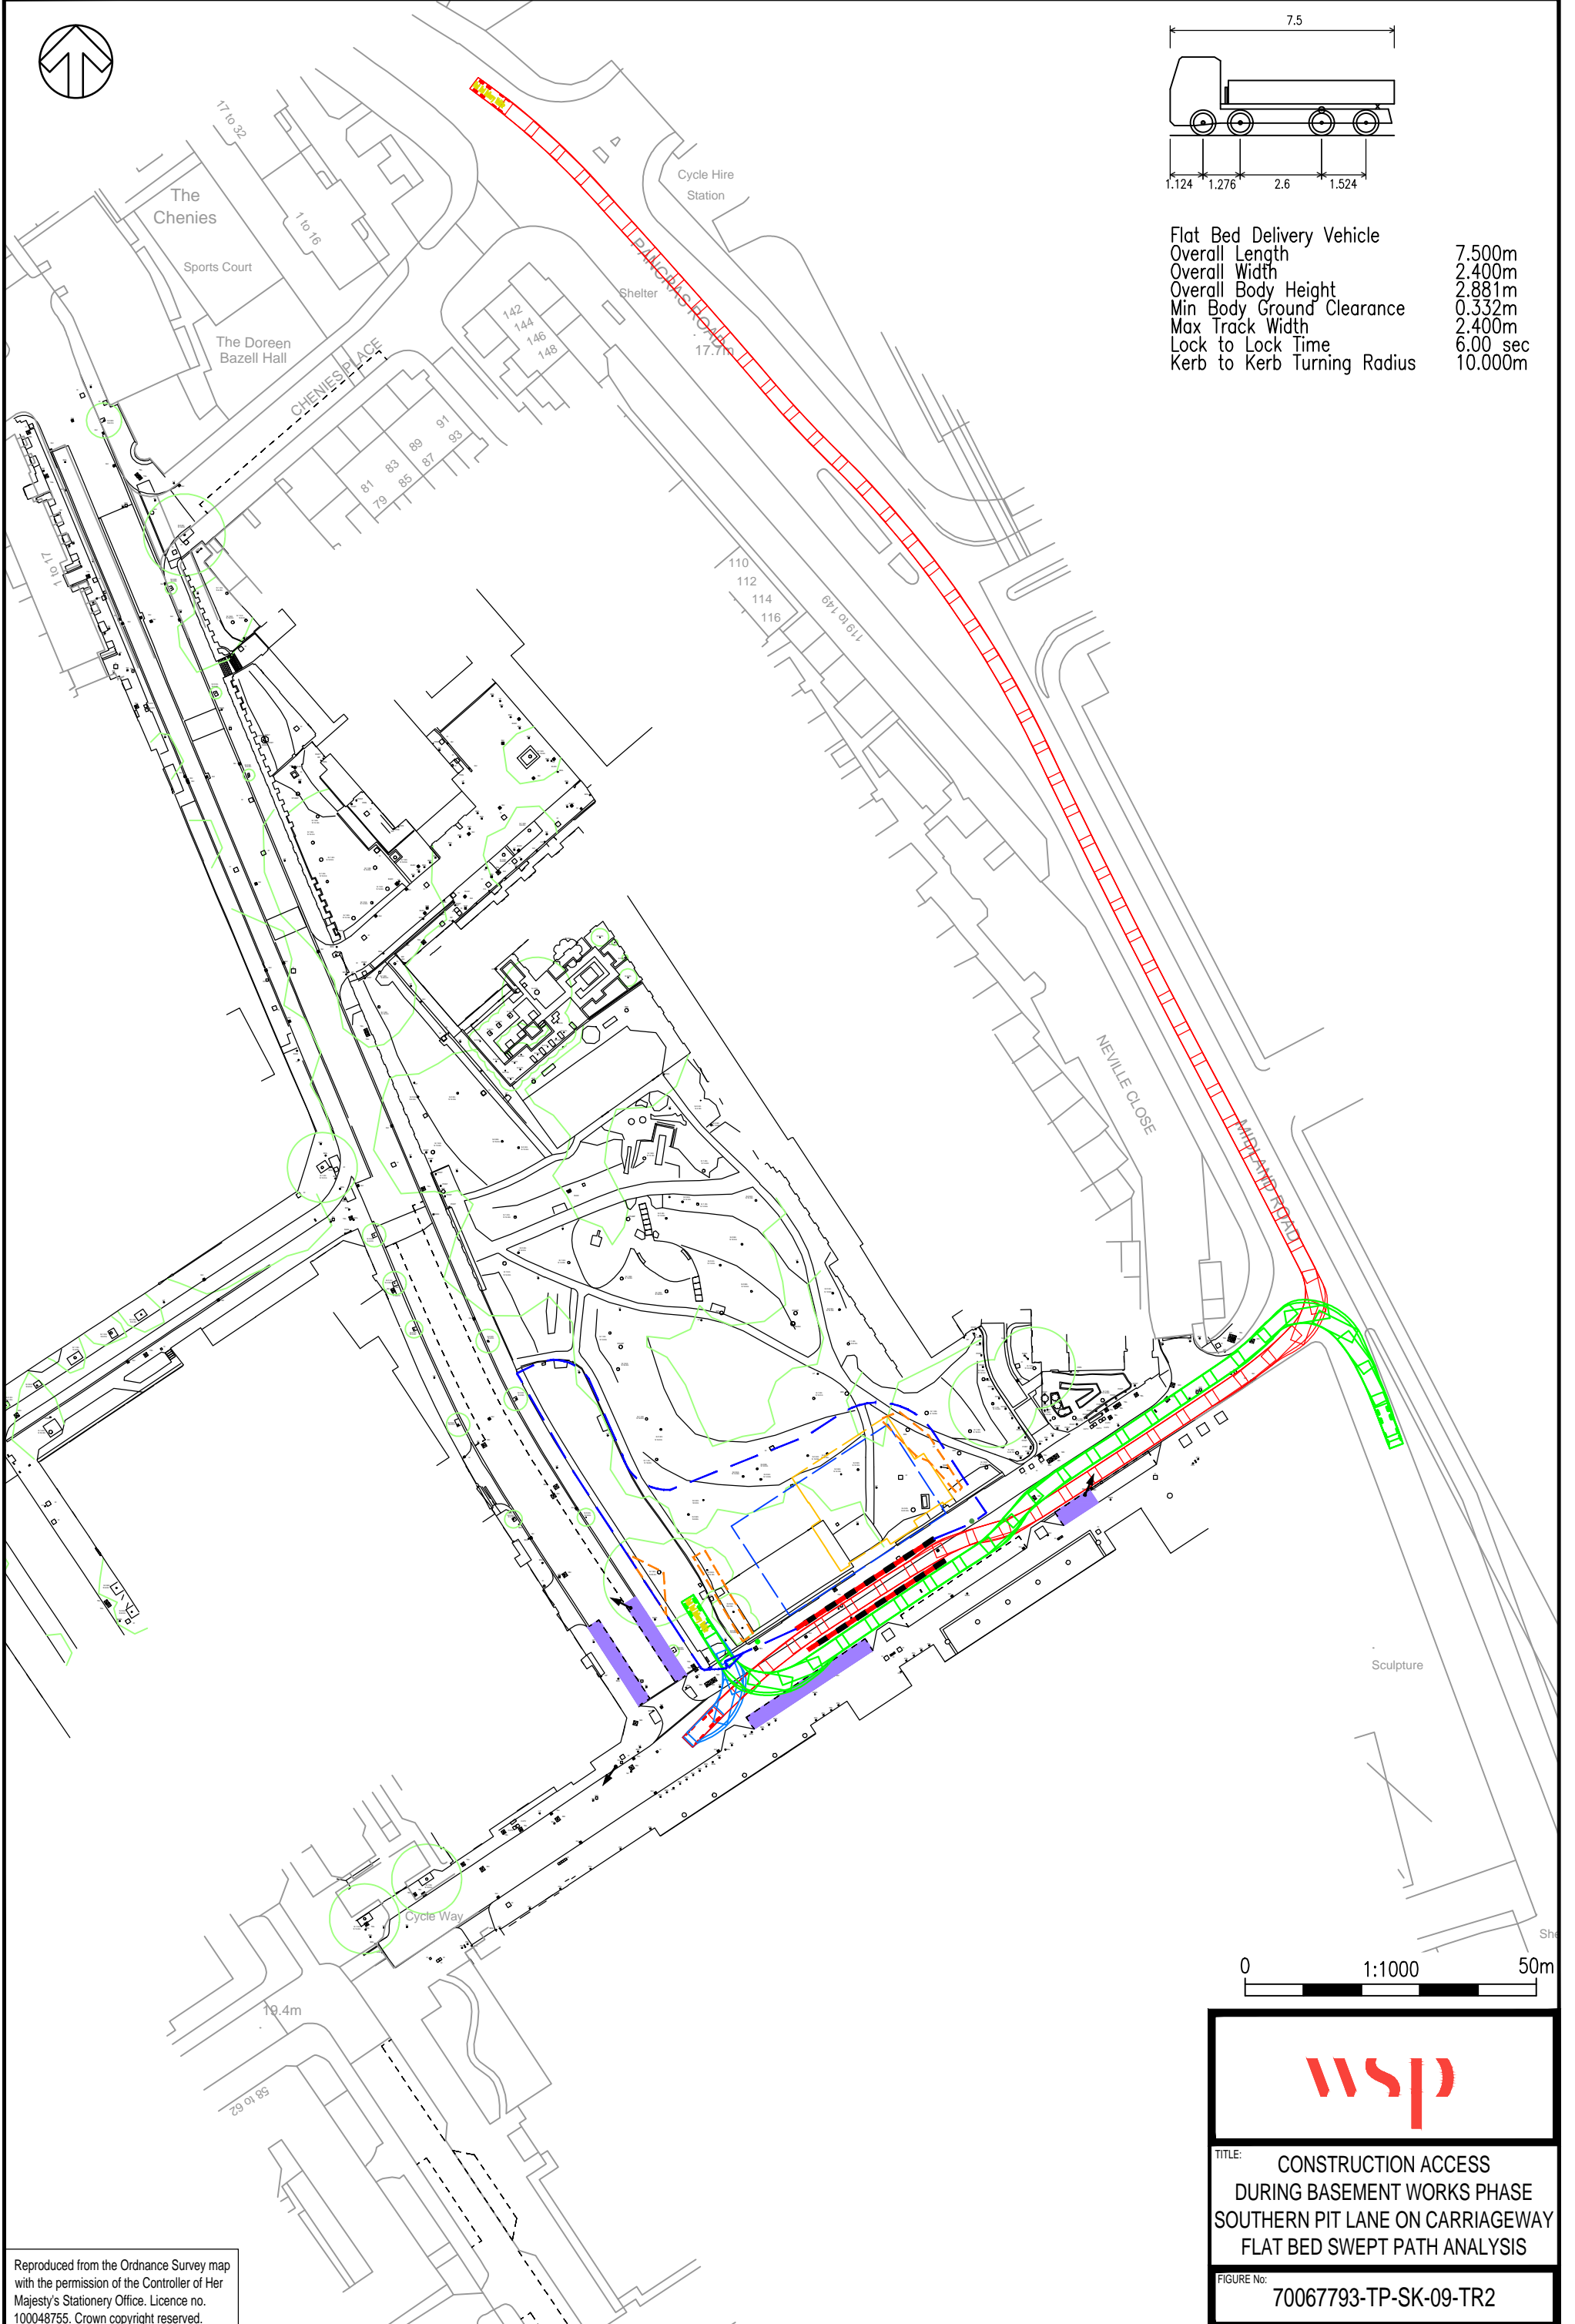 7.5
1.124 1.276 2.6 1.524
Flat Bed Delivery Vehicle
Overall Length 7.500m
Overall Width 2.400m
Overall Body Height 2.881m
Min Body Ground Clearance 0.332m
Max Track Width 2.400m
Lock to Lock Time 6.00 sec
Kerb to Kerb Turning Radius 10.000m
17 to 32
The
Chenies
1 to 16
Sports Court
Cycle Hire
Station
PANCRAS ROAD
Shelter
17.7m
142
144
146
148
The Doreen
Bazell Hall
CHENIES PLACE
91
93
89
87
83
85
81
79
1 to 17
110
112
114
116
119 to 149
NEVILLE CLOSE
MIDLAND ROAD
Sculpture
Cycle Way
She
19.4m
58 to 62
0 1:1000 50m
wsp
TITLE:
CONSTRUCTION ACCESS
DURING BASEMENT WORKS PHASE
SOUTHERN PIT LANE ON CARRIAGEWAY
FLAT BED SWEPT PATH ANALYSIS
FIGURE No:
70067793-TP-SK-09-TR2
Reproduced from the Ordnance Survey map
with the permission of the Controller of Her
Majesty's Stationery Office. Licence no.
100048755. Crown copyright reserved.